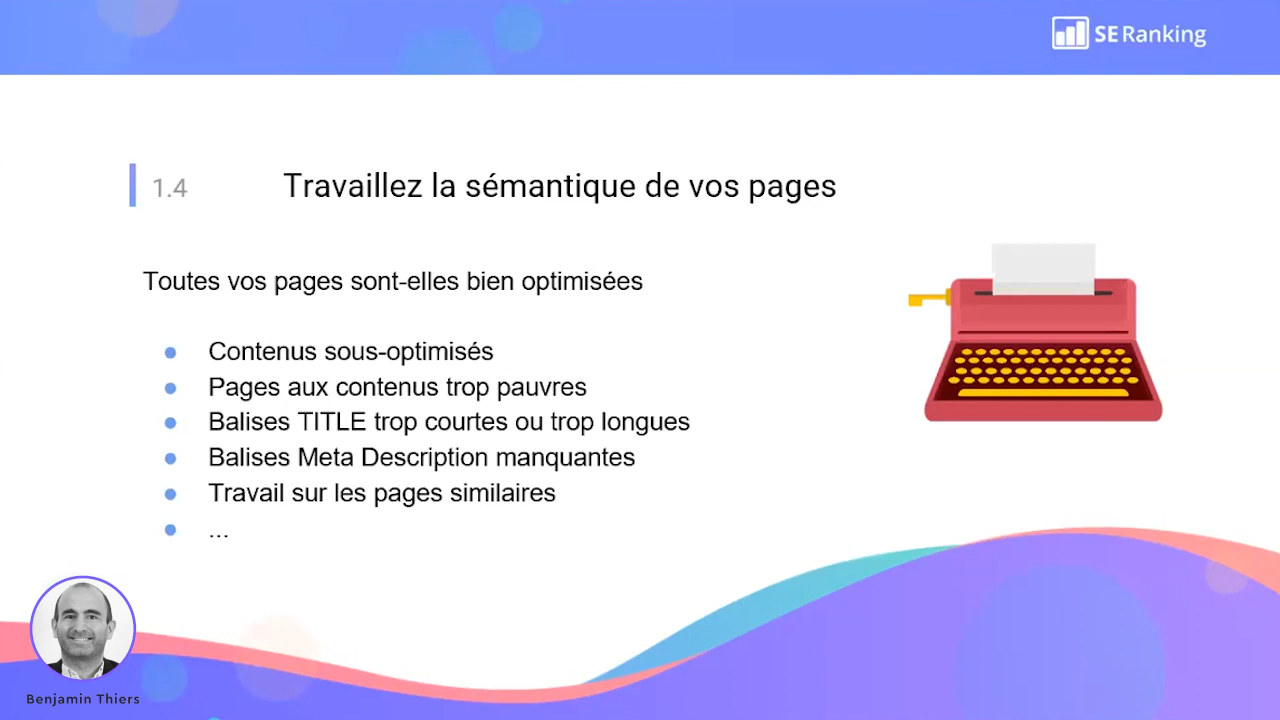 SE Ranking
1.4
Travaillez la sémantique de vos pages
Toutes vos pages sont-elles bien optimisées
● Contenus sous-optimisés
● Pages aux contenus trop pauvres
● Balises TITLE trop courtes ou trop longues
● Balises Meta Description manquantes
● Travail sur les pages similaires
● ...
Benjamin Thiers